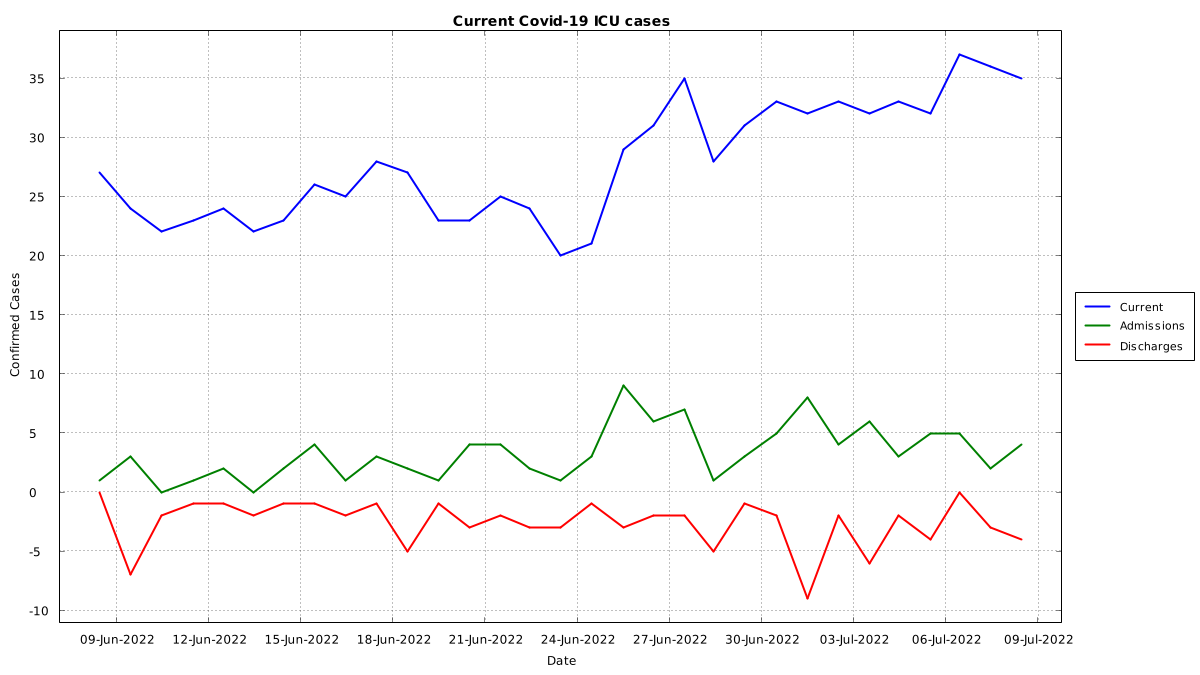 Current Covid-19 ICU cases
Confirmed Cases
35
30
25
20
15
10
5
0
-5
-10
09-Jun-2022 12-Jun-2022 15-Jun-2022 18-Jun-2022 21-Jun-2022 24-Jun-2022 27-Jun-2022 30-Jun-2022 03-Jul-2022 06-Jul-2022 09-Jul-2022
Date
Current
Admissions
Discharges